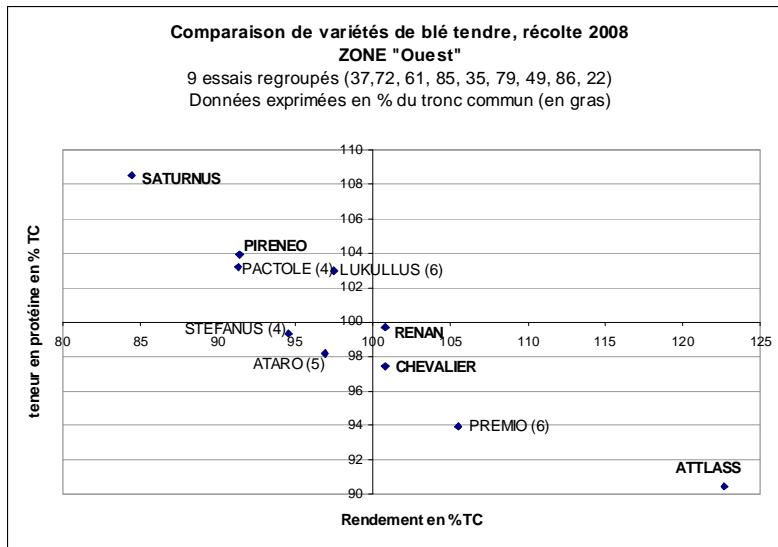 Comparaison de variétés de blé tendre, récolte 2008
ZONE "Ouest"
9 essais regroupés (37,72, 61, 85, 35, 79, 49, 86, 22)
Données exprimées en % du tronc commun (en gras)
110
SATURNUS
108
106
PIRENEO
104
PACTOLE (4)
LUKULLUS (6)
102
100
STEFANUS (4)
RENAN
80
85
90
95
100
105
110
115
120
125
ATARO (5)
98
CHEVALIER
96
94
PREMIO (6)
92
ATTLASS
90
teneur en protéine en % TC
Rendement en %TC